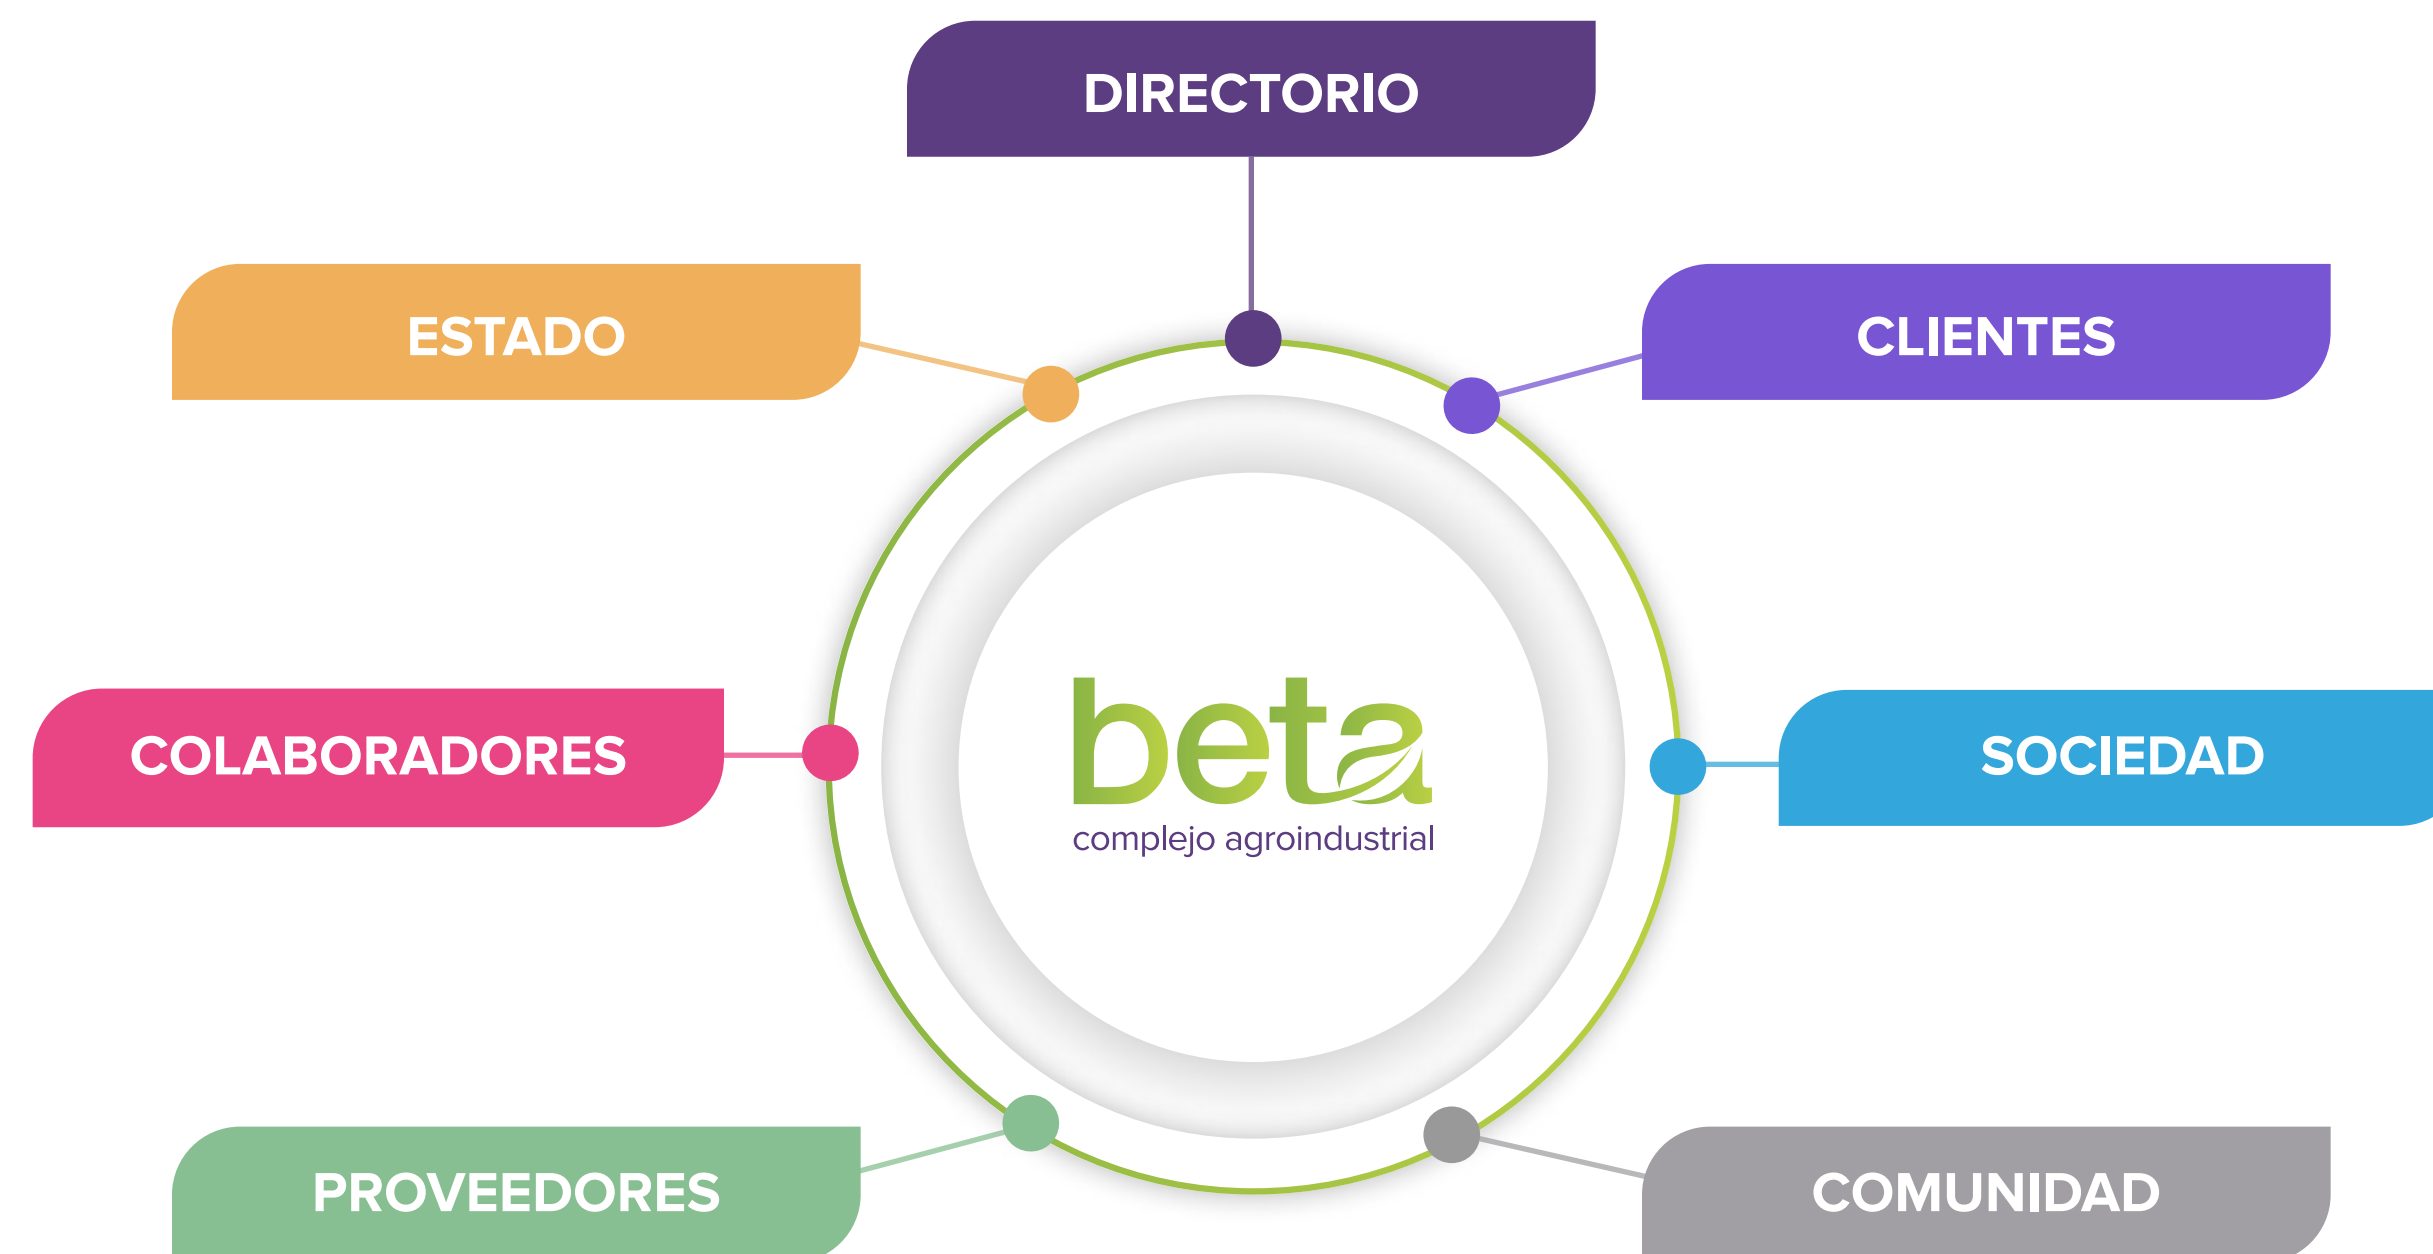 DIRECTORIO
ESTADO
CLIENTES
beta
complejo agroindustrial
COLABORADORES
SOCIEDAD
PROVEEDORES
COMUNIDAD